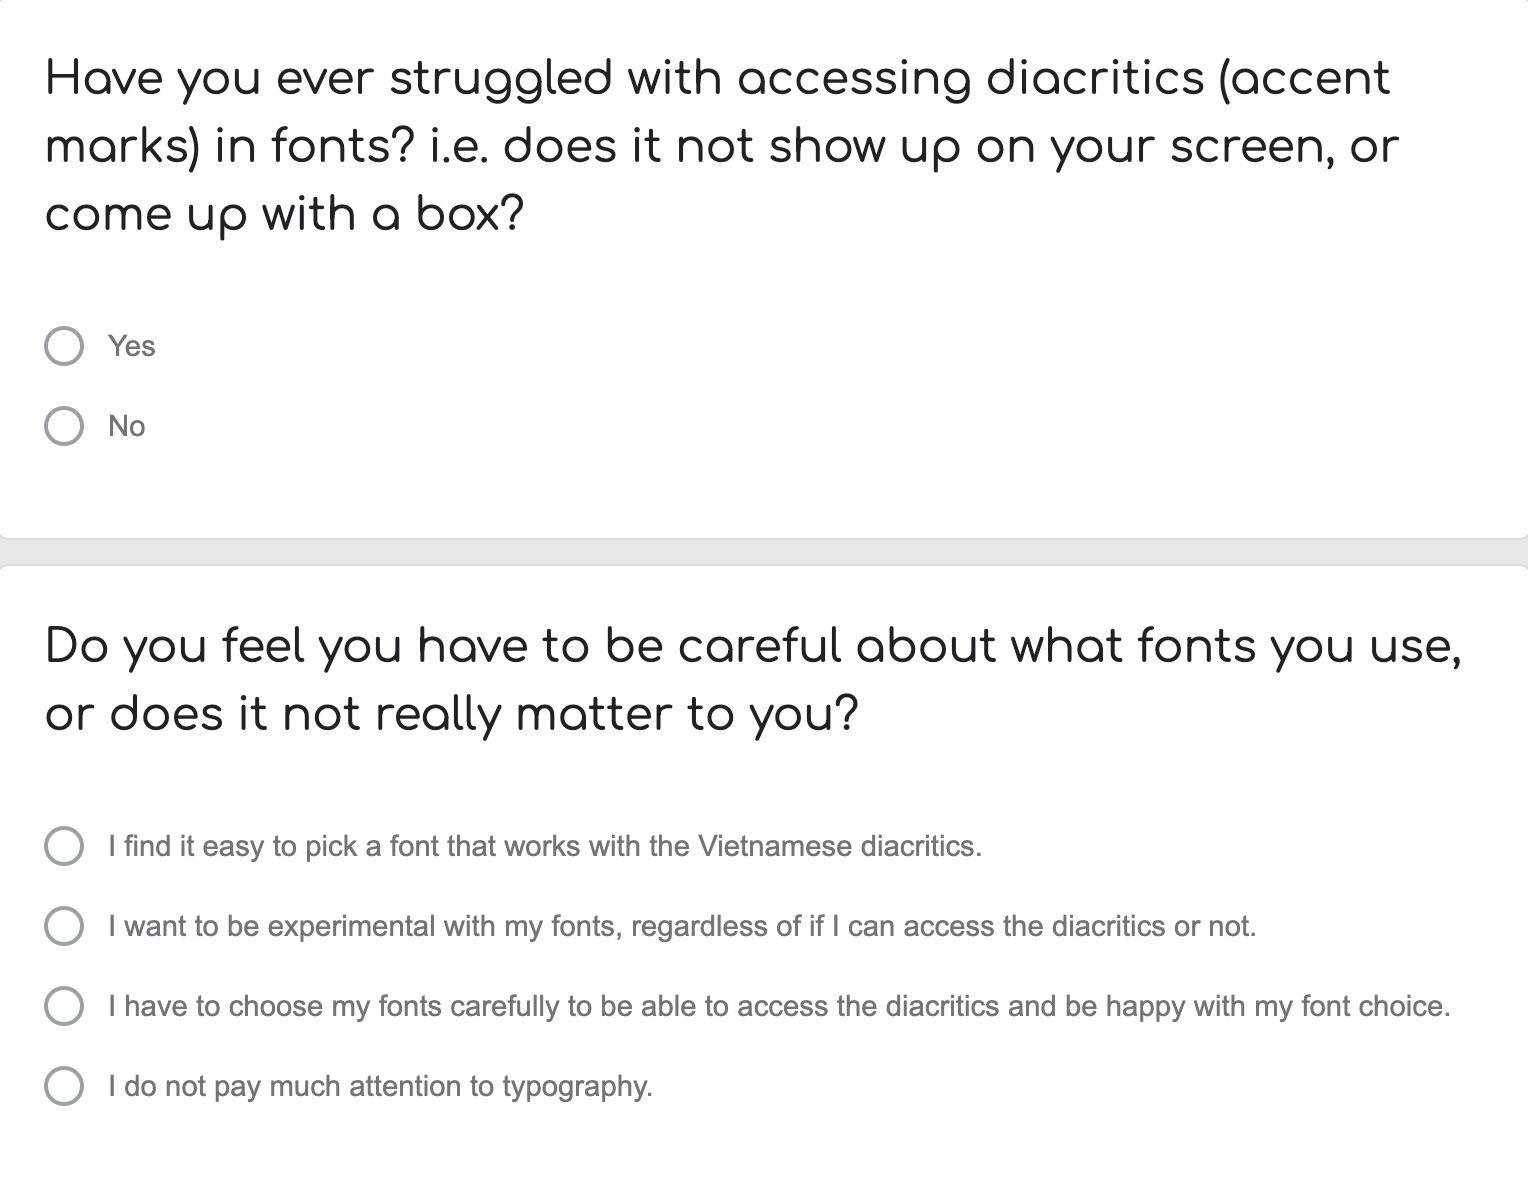 Have you ever struggled with accessing diacritics (accent
marks) in fonts? i.e. does it not show up on your screen, or
come up with a box?
Yes
No
Do you feel you have to be careful about what fonts you use,
or does it not really matter to you?
I find it easy to pick a font that works with the Vietnamese diacritics.
I want to be experimental with my fonts, regardless of if I can access the diacritics or not.
I have to choose my fonts carefully to be able to access the diacritics and be happy with my font choice.
I do not pay much attention to typography.